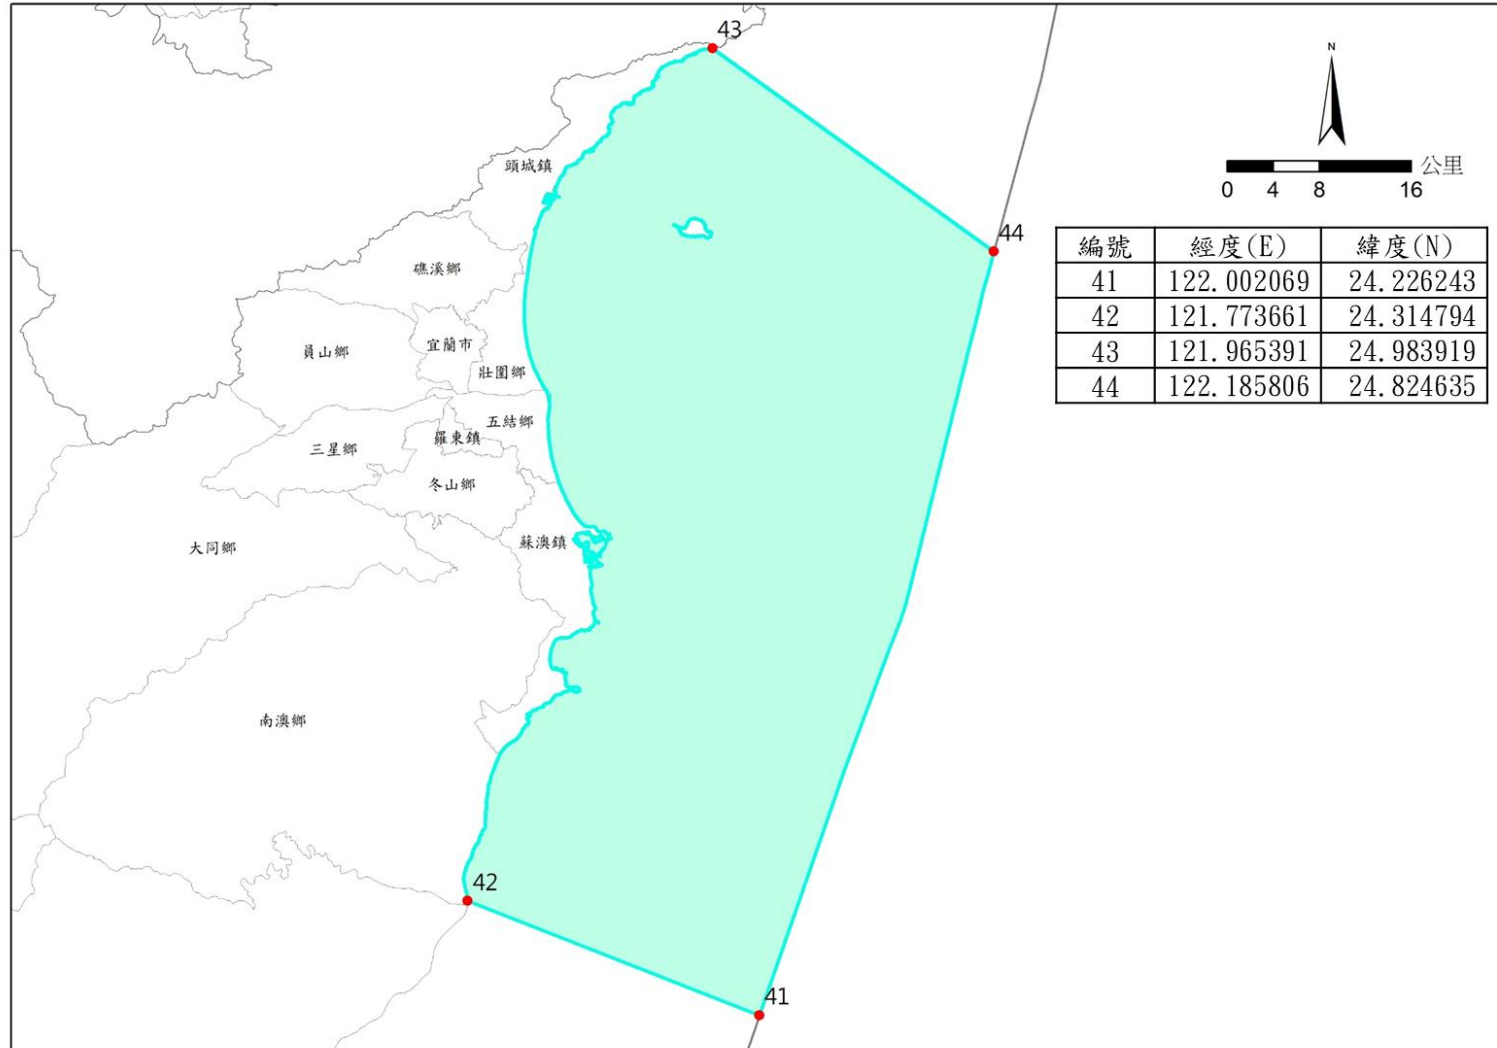 43
N
公里
0 4 8 16
頭城鎮
44
編號 經度(E) 緯度(N)
41 122.002069 24.226243
42 121.773661 24.314794
43 121.965391 24.983919
44 122.185806 24.824635
礁溪鄉
員山鄉
宜蘭市
壯圍鄉
五結鄉
羅東鎮
三星鄉
冬山鄉
蘇澳鎮
大同鄉
南澳鄉
42
41